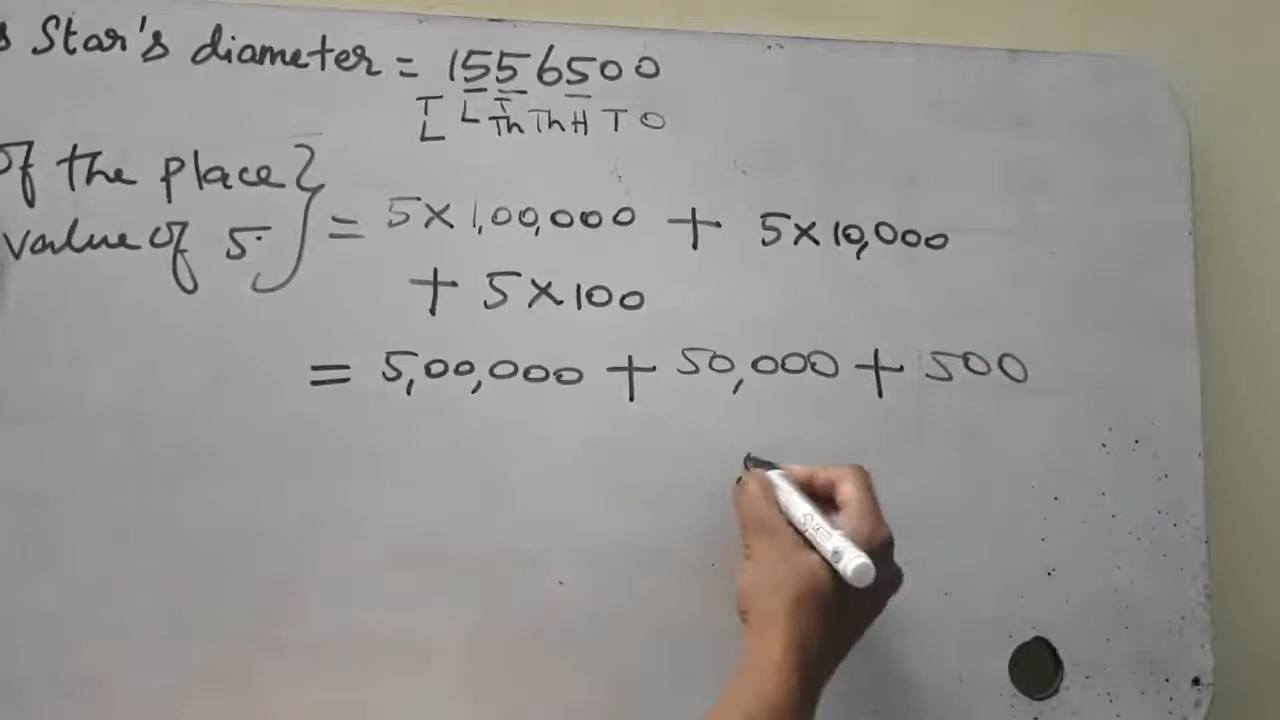 Star's diameter = 1556500
T L T Th H T O
L Th
of the place }
value of 5. = 5×1,00,000 + 5×10,000
+ 5×100
= 5,00,000 + 50,000 + 500